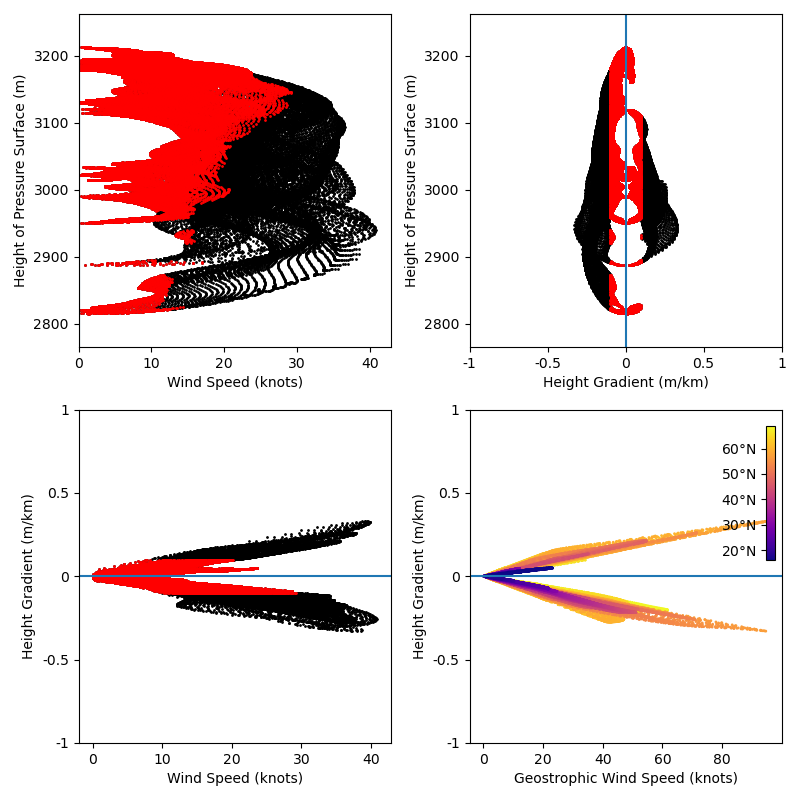 Height of Pressure Surface (m)
3200
3100
3000
2900
2800
0 10 20 30 40
Wind Speed (knots)
Height of Pressure Surface (m)
3200
3100
3000
2900
2800
-1 -0.5 0 0.5 1
Height Gradient (m/km)
Height Gradient (m/km)
1
0.5
0
-0.5
-1
0 10 20 30 40
Wind Speed (knots)
Height Gradient (m/km)
1
0.5
0
-0.5
-1
60°N
50°N
40°N
30°N
20°N
0 20 40 60 80
Geostrophic Wind Speed (knots)